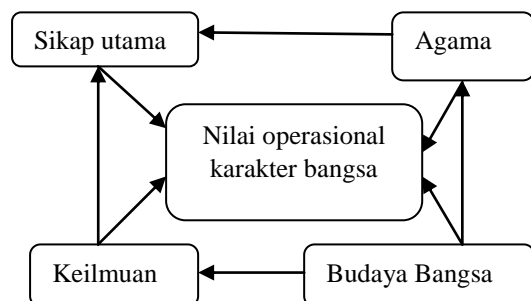 Sikap utama
Agama
Nilai operasional
karakter bangsa
Keilmuan
Budaya Bangsa